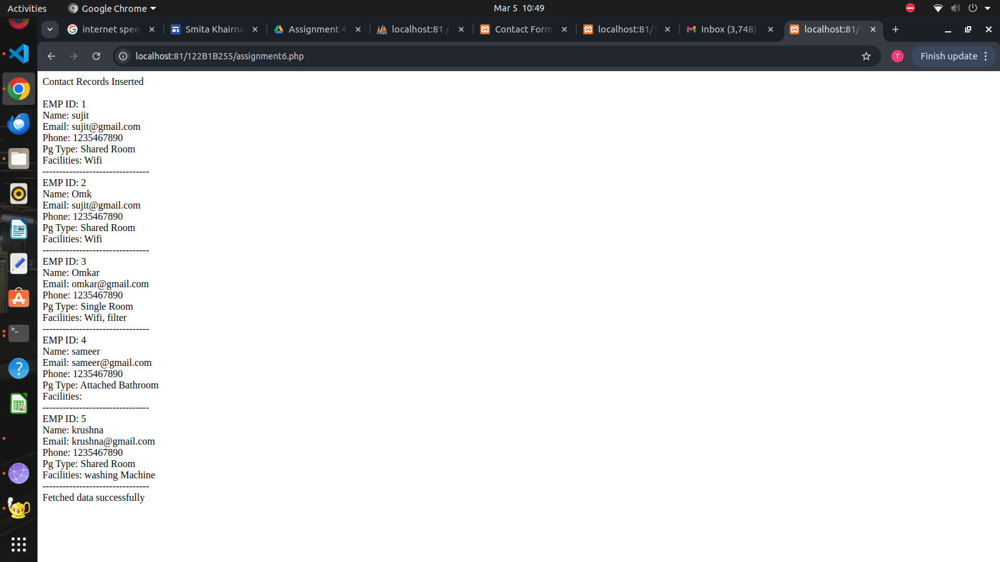 Activities
Google Chrome
Mar 5 10:49
internet spee
Smita Khairna
Assignment 4
localhost:81 /
Contact Form
localhost:81/1
Inbox (3,748)
localhost:81/1
localhost:81/122B1B255/assignment6.php
T
Finish update
Contact Records Inserted
EMP ID: 1
Name: sujit
Email: sujit@gmail.com
Phone: 1235467890
Pg Type: Shared Room
Facilities: Wifi
--------------------------------
EMP ID: 2
Name: Omk
Email: sujit@gmail.com
Phone: 1235467890
Pg Type: Shared Room
Facilities: Wifi
--------------------------------
EMP ID: 3
Name: Omkar
Email: omkar@gmail.com
Phone: 1235467890
Pg Type: Single Room
Facilities: Wifi, filter
--------------------------------
EMP ID: 4
Name: sameer
Email: sameer@gmail.com
Phone: 1235467890
Pg Type: Attached Bathroom
Facilities:
--------------------------------
EMP ID: 5
Name: krushna
Email: krushna@gmail.com
Phone: 1235467890
Pg Type: Shared Room
Facilities: washing Machine
--------------------------------
Fetched data successfully